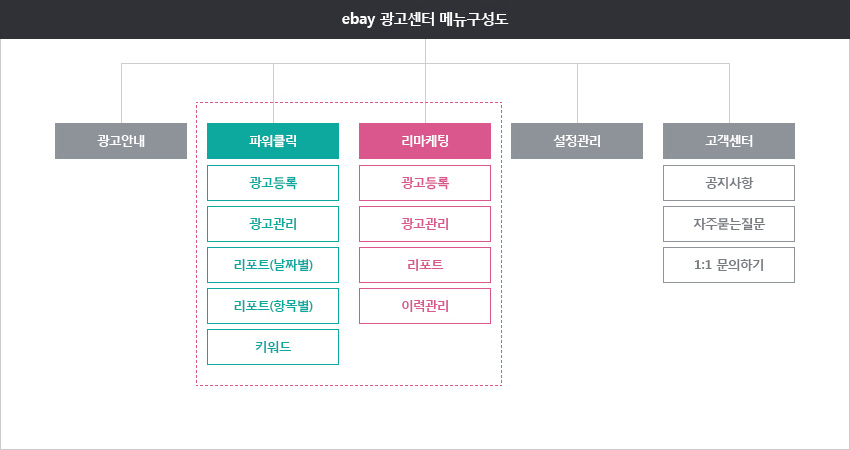 ebay 광고센터 메뉴구성도
광고안내
파워클릭
광고등록
광고관리
리포트(날짜별)
리포트(항목별)
키워드
리마케팅
광고등록
광고관리
리포트
이력관리
설정관리
고객센터
공지사항
자주묻는질문
1:1 문의하기